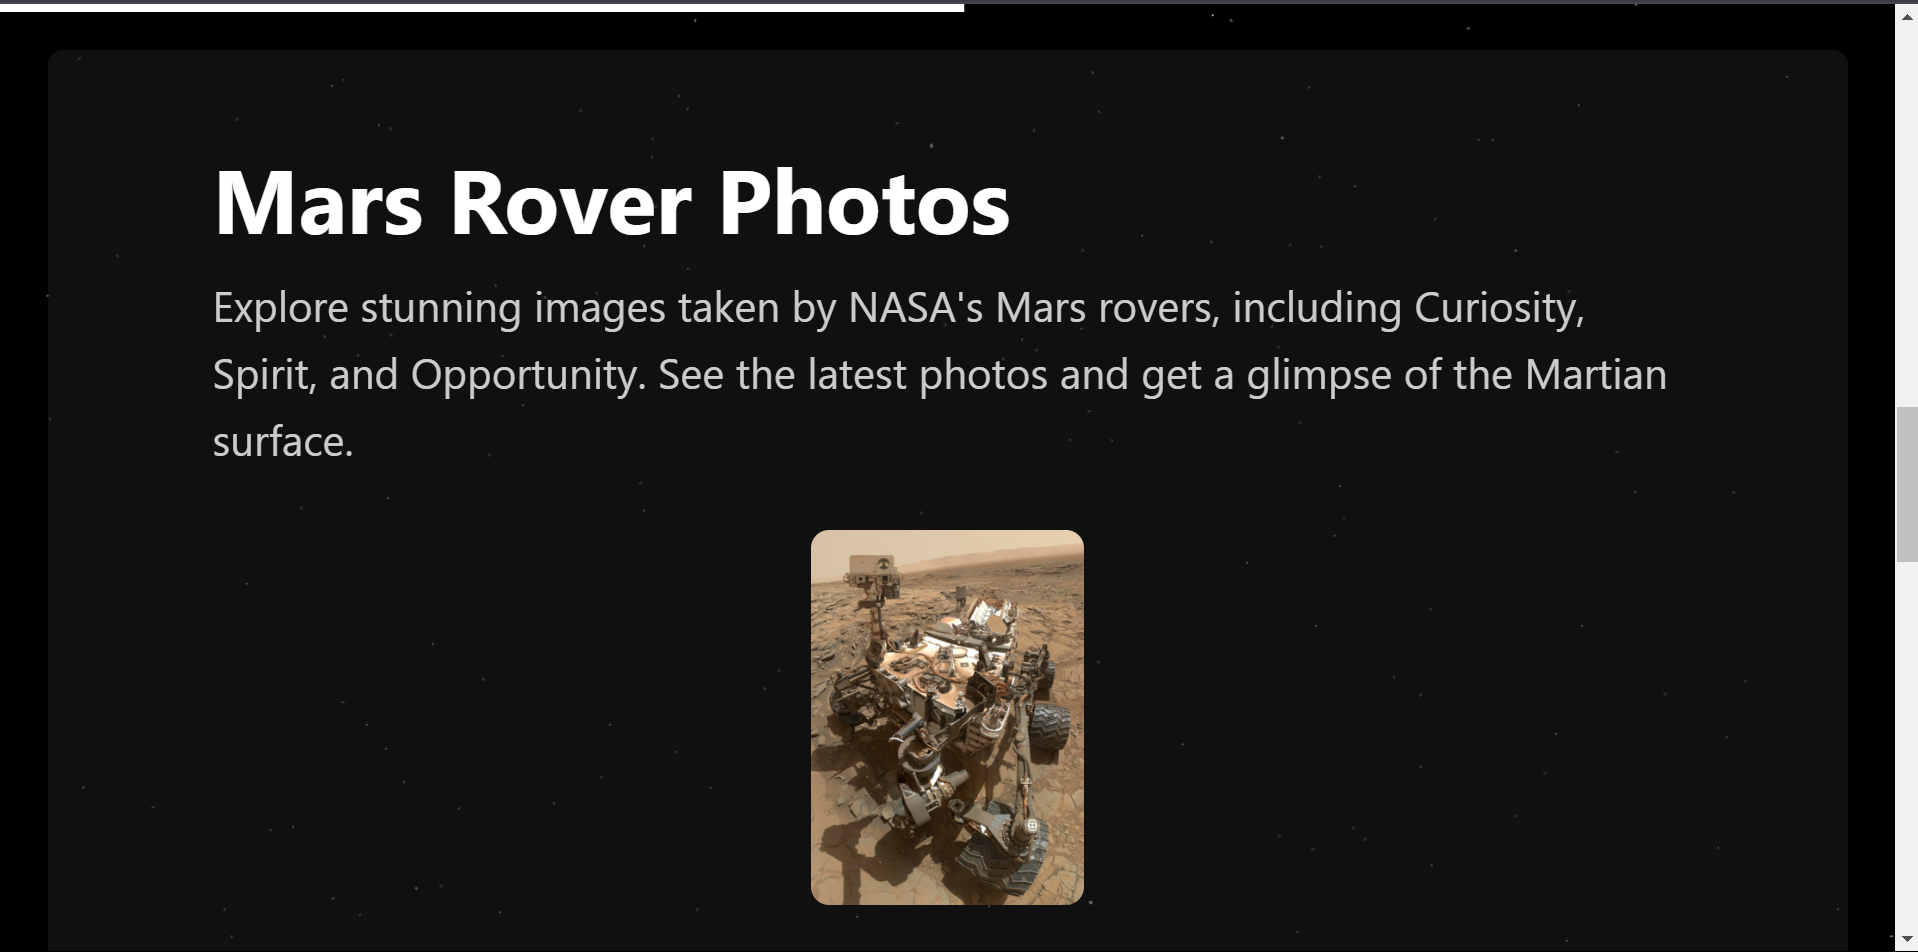 Mars Rover Photos
Explore stunning images taken by NASA's Mars rovers, including Curiosity,
Spirit, and Opportunity. See the latest photos and get a glimpse of the Martian
surface.